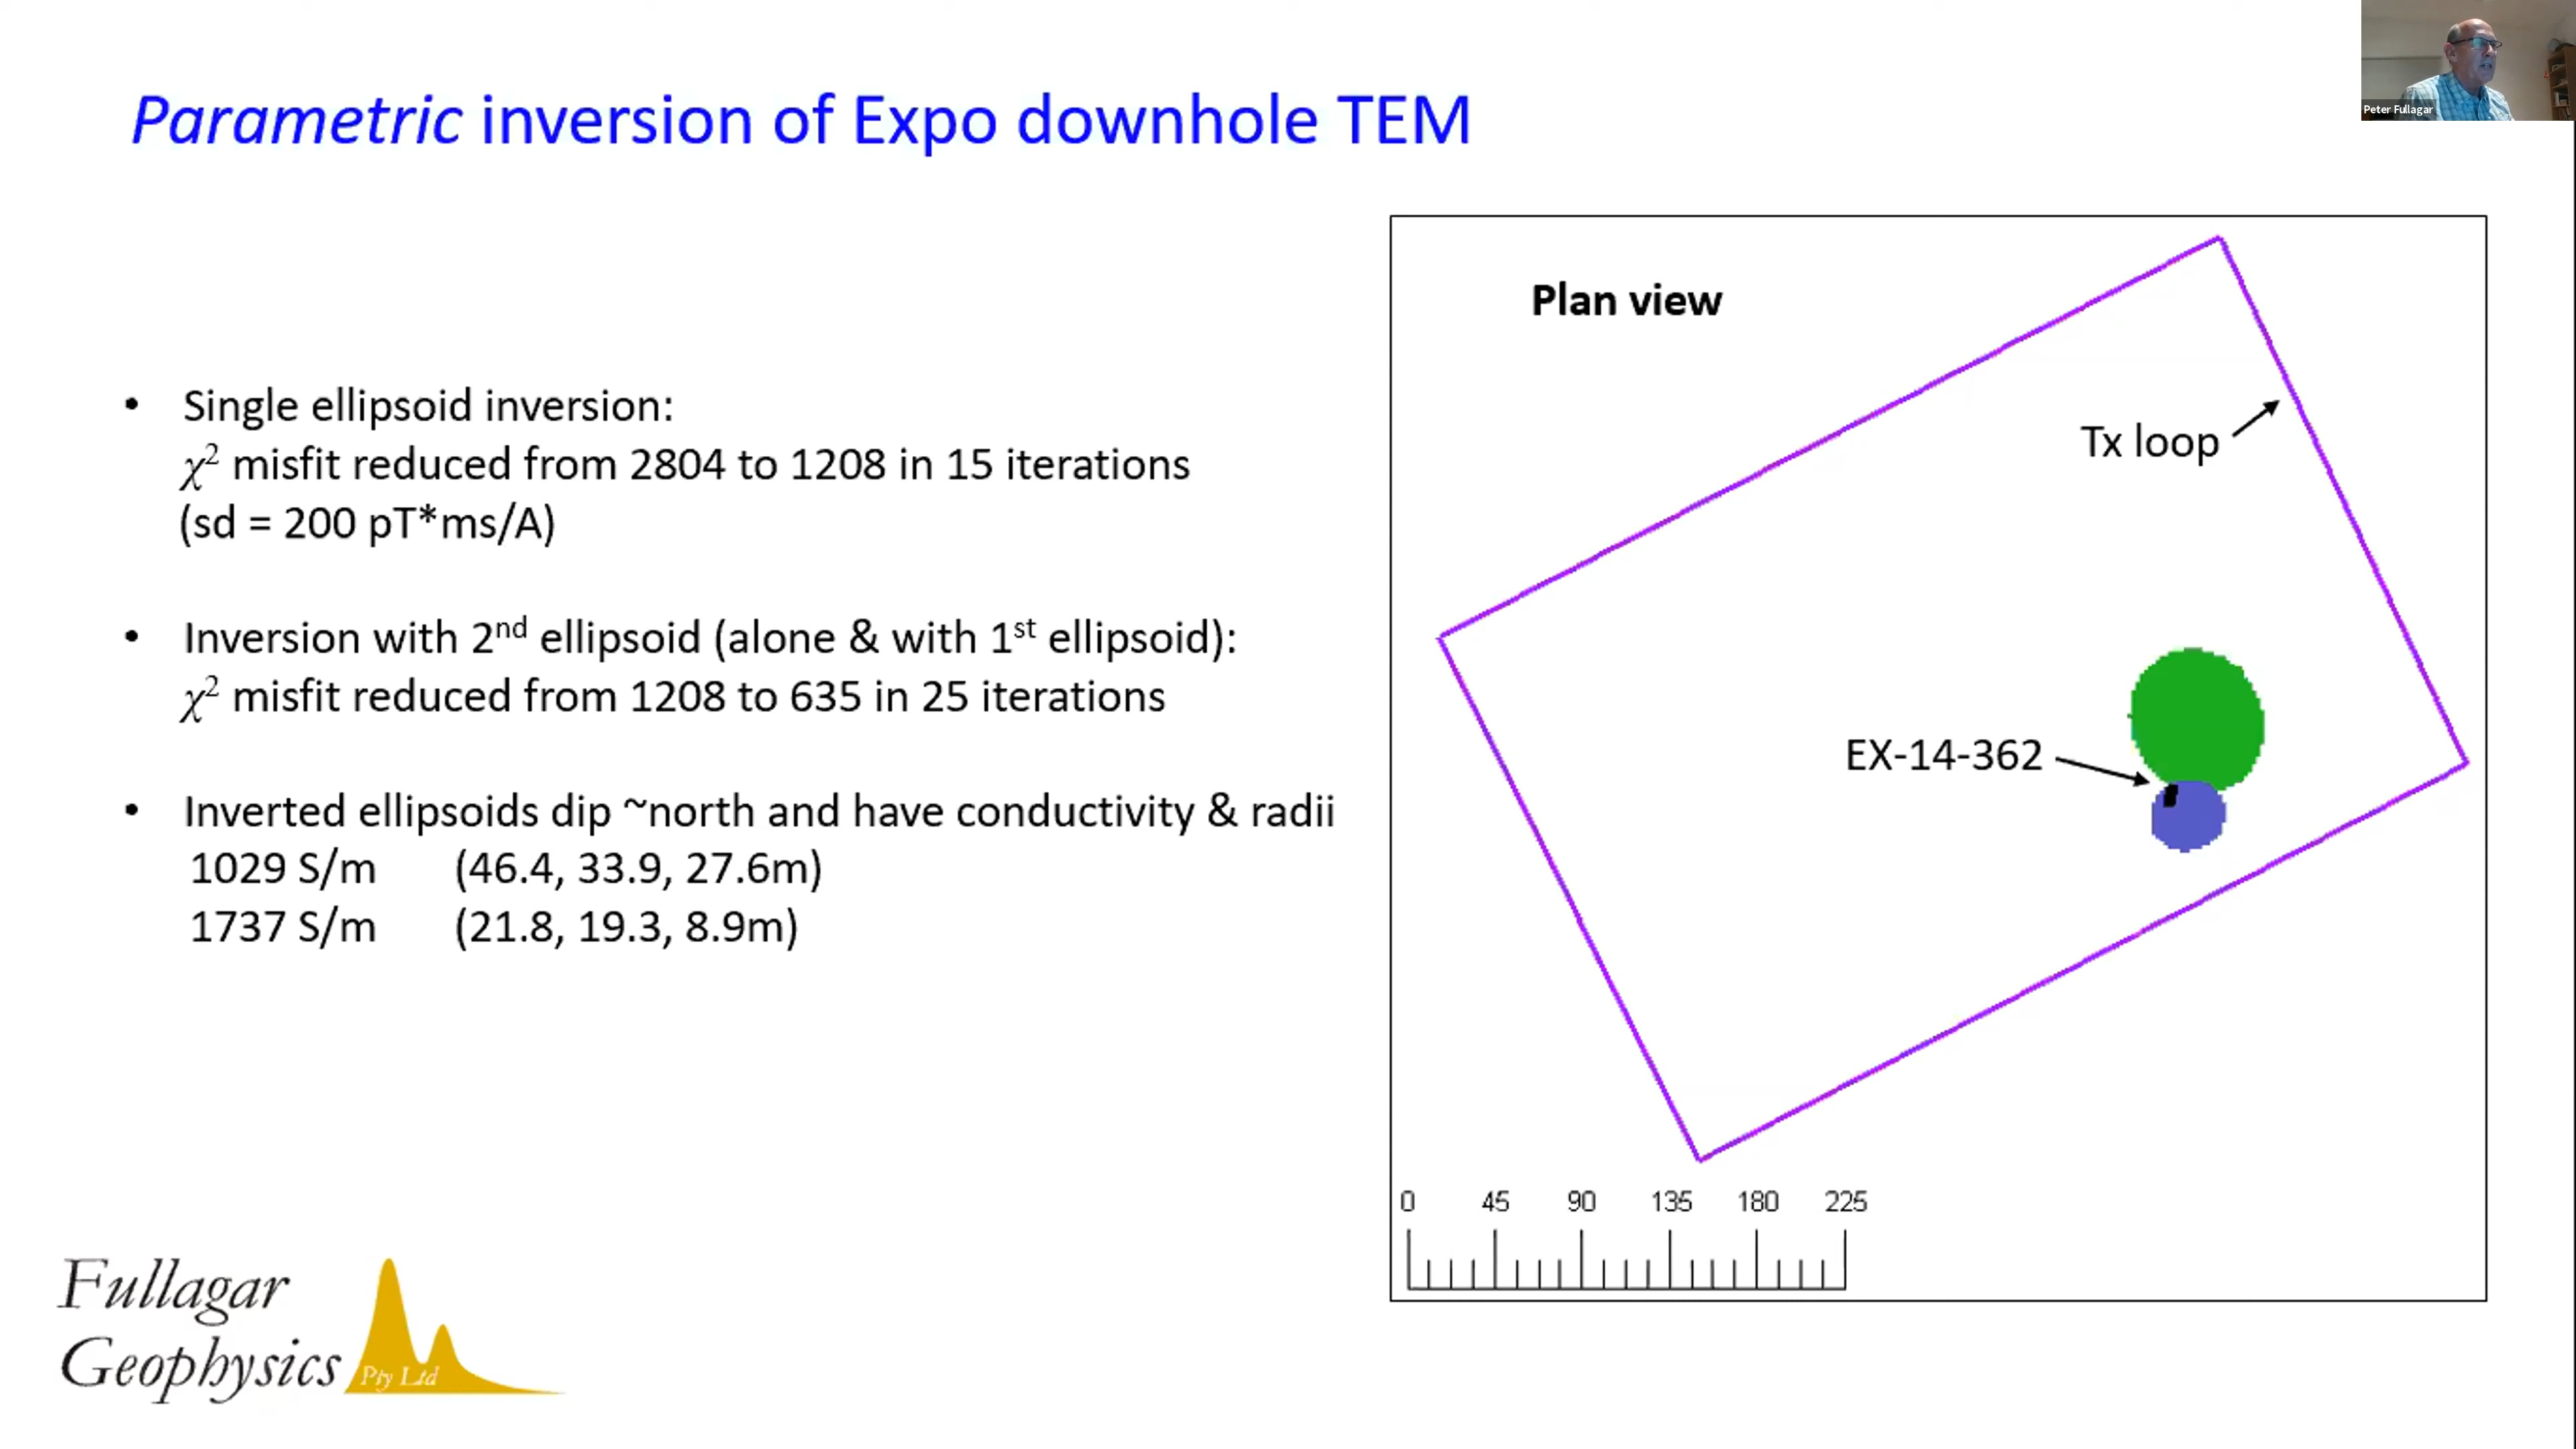 Peter Fullagar
Parametric inversion of Expo downhole TEM
• Single ellipsoid inversion:
χ² misfit reduced from 2804 to 1208 in 15 iterations
(sd = 200 pT*ms/A)
• Inversion with 2nd ellipsoid (alone & with 1st ellipsoid):
χ² misfit reduced from 1208 to 635 in 25 iterations
• Inverted ellipsoids dip ~north and have conductivity & radii
1029 S/m (46.4, 33.9, 27.6m)
1737 S/m (21.8, 19.3, 8.9m)
Plan view
Tx loop
EX-14-362
0 45 90 135 180 225
Fullagar
Geophysics
Pty Ltd